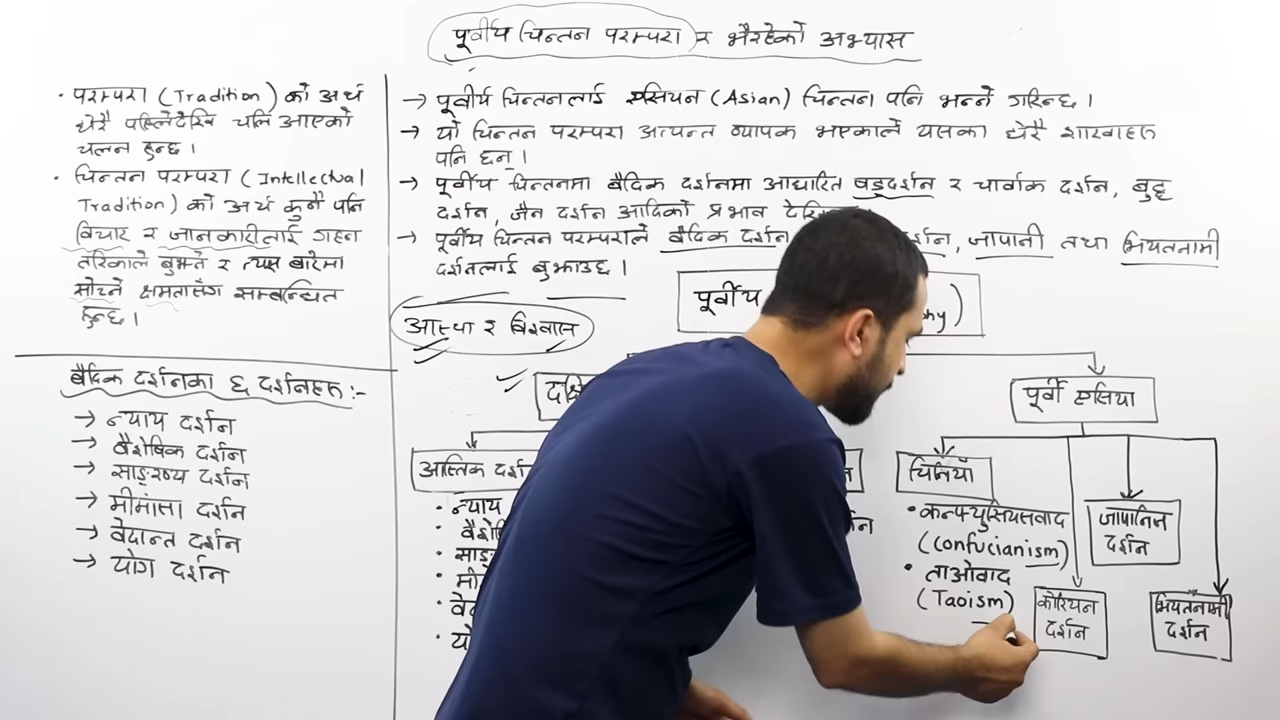 पूर्वीय चिन्तन परम्परा र भैरहेको अभ्यास
· परम्परा (Tradition) को अर्थ
धेरै पहिलेदेखि चलि आएको
चलन हुन्छ ।
· चिन्तन परम्परा (Intellectual
Tradition) को अर्थ कुनै पनि
विचार र जानकारीलाई गहन
तरिकाले बुझ्ने र त्यस बारेमा
सोच्ने क्षमतासँग सम्बन्धित
हुन्छ ।
→ पूर्वीय चिन्तनलाई एसियन (Asian) चिन्तन पनि भन्ने गरिन्छ ।
→ यो चिन्तन परम्परा अत्यन्त व्यापक भएकाले यसका धेरै शाखाहरू
पनि छन् ।
→ पूर्वीय चिन्तनमा वैदिक दर्शनमा आधारित षड्दर्शन र चार्वाक दर्शन, बुद्ध
दर्शन, जैन दर्शन आदिको प्रभाव
→ पूर्वीय चिन्तन परम्पराले वैदिक दर्शन र्शन, जापानी तथा भियतनामी
दर्शनलाई बुझाउछ ।
आस्था र विश्वास
पूर्वीय hy)
वैदिक दर्शनका ६ दर्शनहरू :-
→ न्याय दर्शन
→ वैशेषिक दर्शन
→ साङ्ख्य दर्शन
→ मीमांसा दर्शन
→ वेदान्त दर्शन
→ योग दर्शन
पूर्वी एसिया
आस्तिक दर्श
· न्याय
चिनियाँ
· कन्फ्युसियसवाद
(Confucianism)
· ताओवाद
(Taoism)
जापानिज
दर्शन
कोरियन
दर्शन
भियतनामी
दर्शन